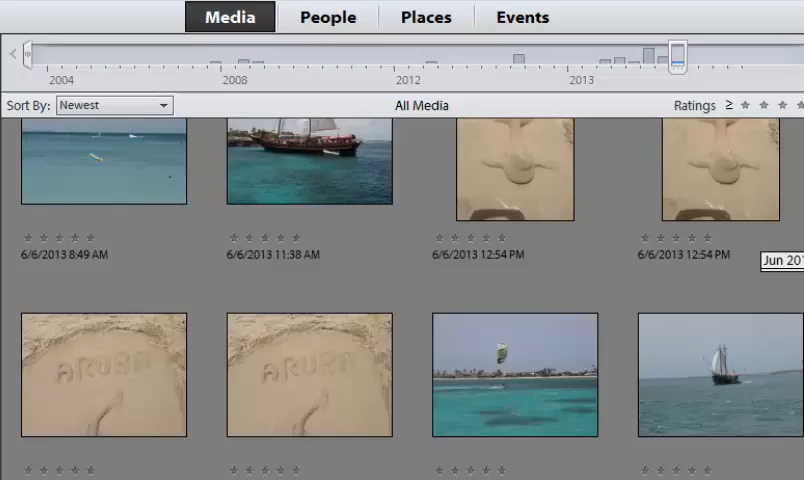 Media People Places Events
2004 2008 2012 2013
Sort By: Newest All Media Ratings ≥
6/6/2013 8:49 AM 6/6/2013 11:38 AM 6/6/2013 12:54 PM 6/6/2013 12:54 PM
Jun 201
ARUBA ARUBA